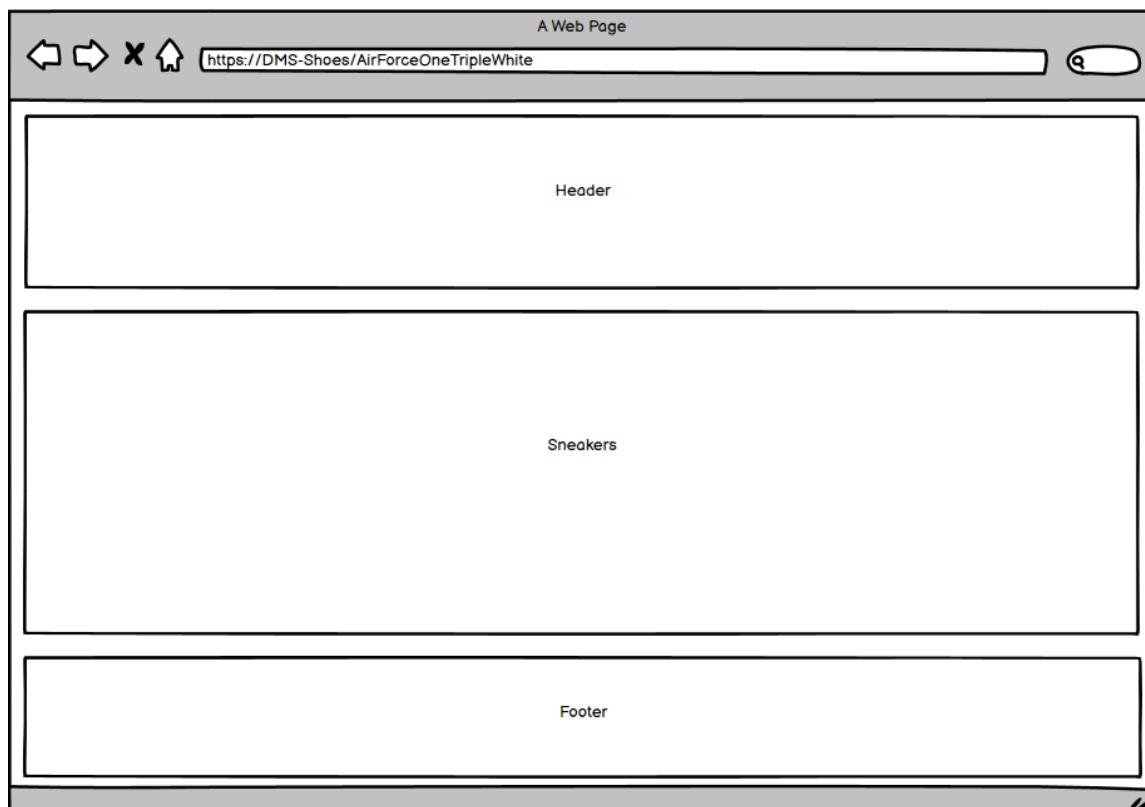 A Web Page
https://DMS-Shoes/AirForceOneTripleWhite
Header
Sneakers
Footer